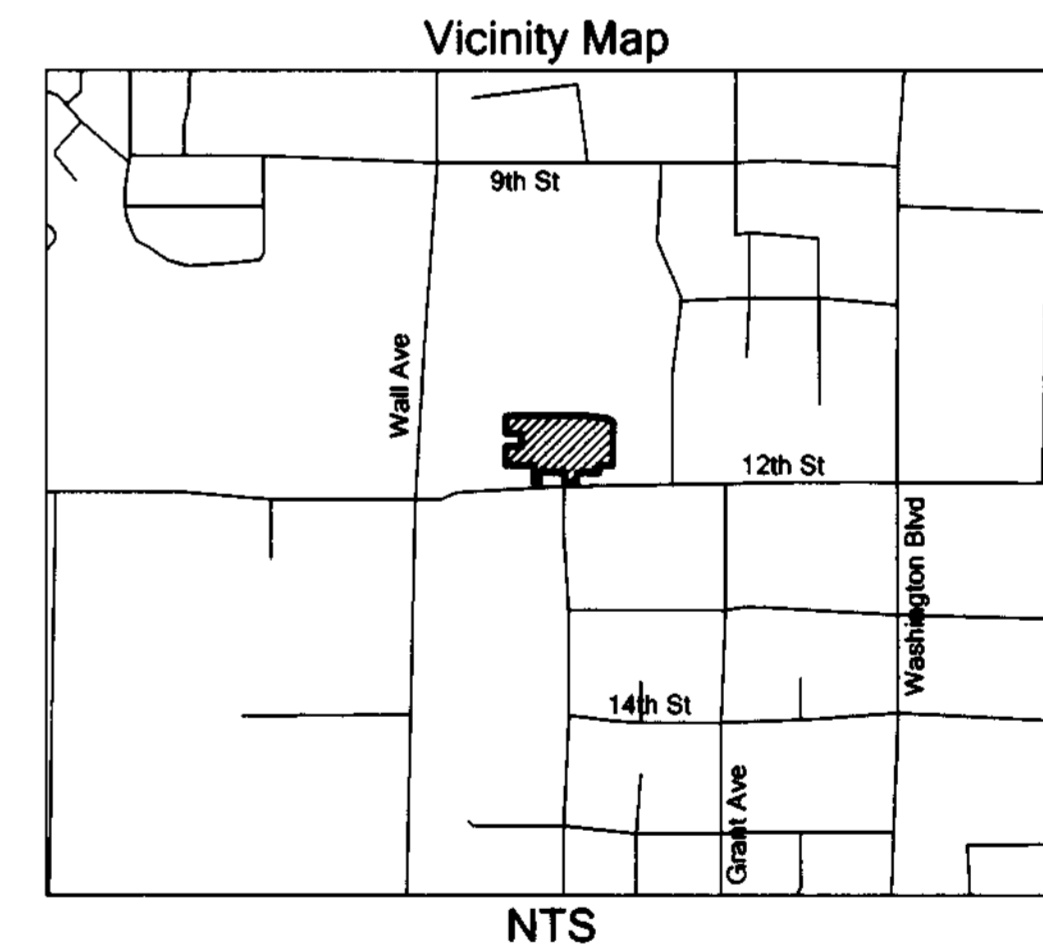 Vicinity Map
9th St
Wall Ave
12th St
Washington Blvd
14th St
Grant Ave
NTS